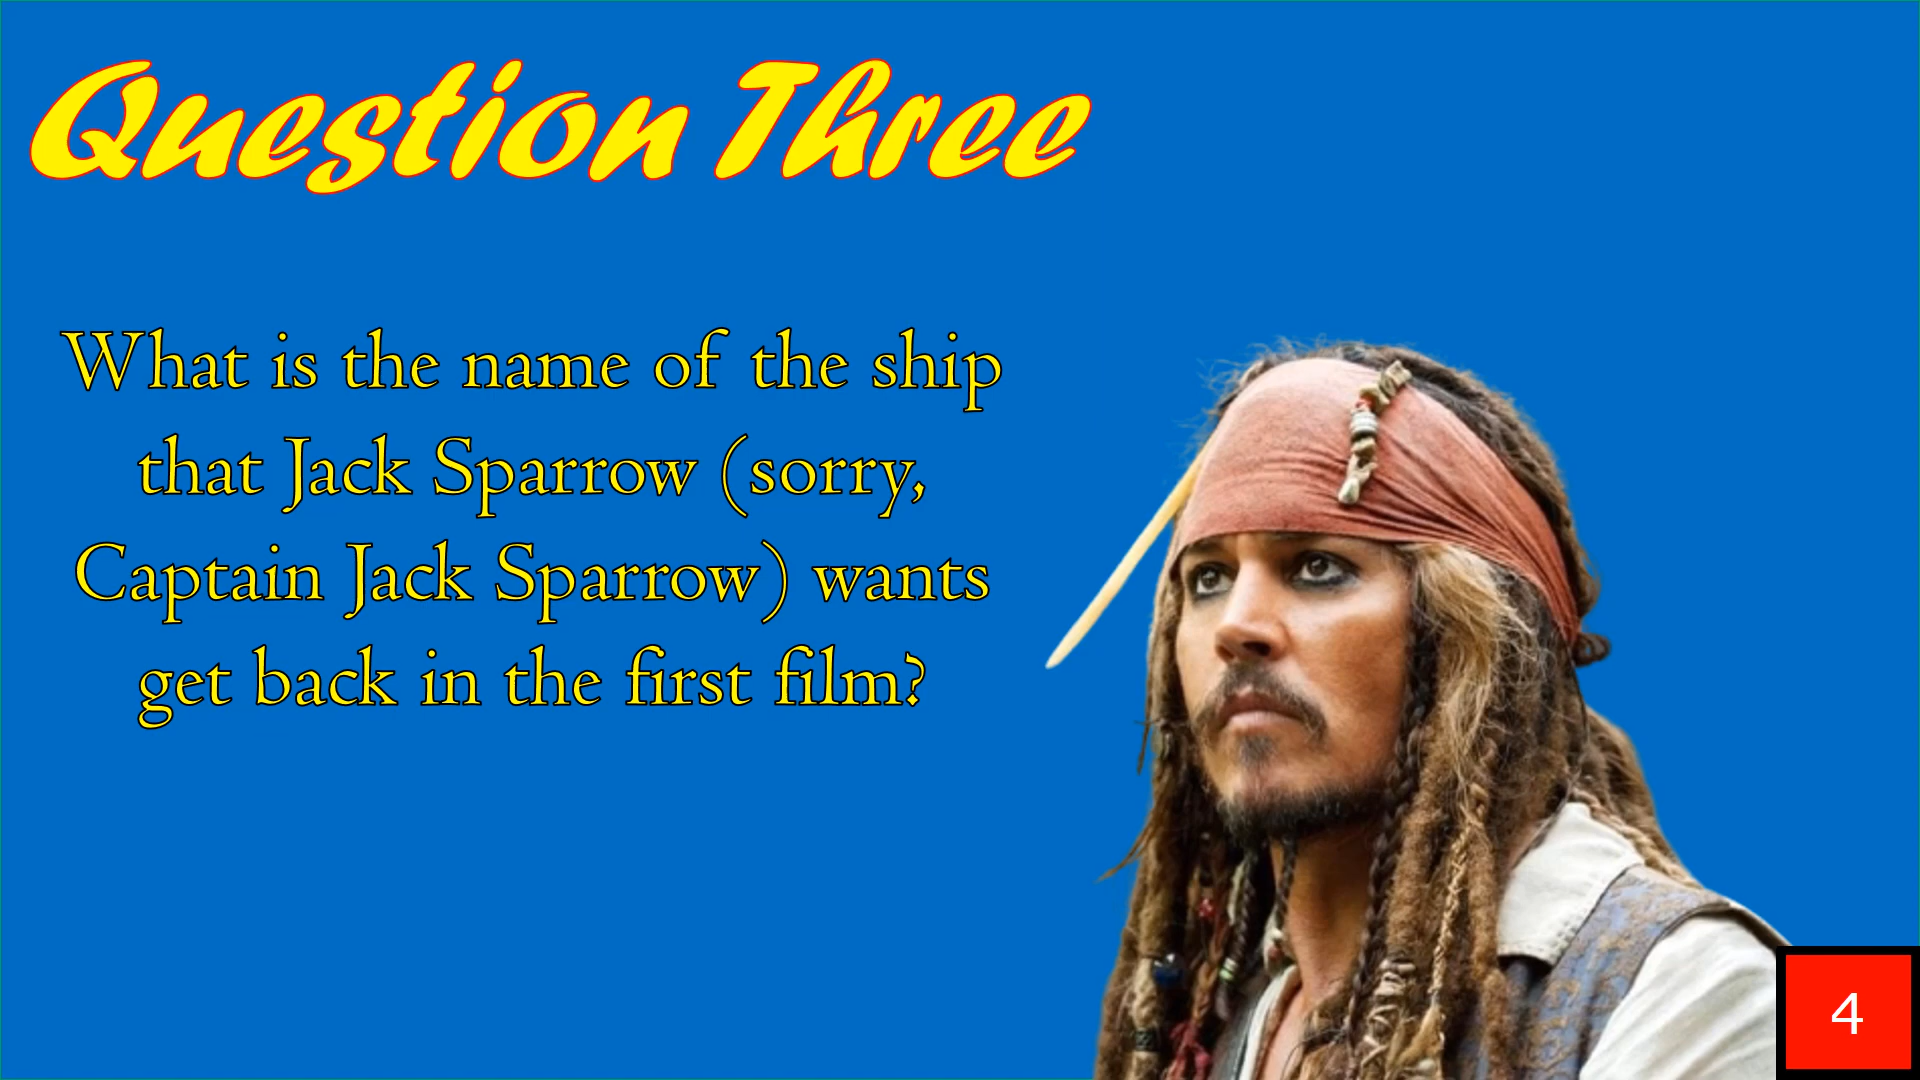 Question Three
What is the name of the ship
that Jack Sparrow (sorry,
Captain Jack Sparrow) wants
get back in the first film?
4